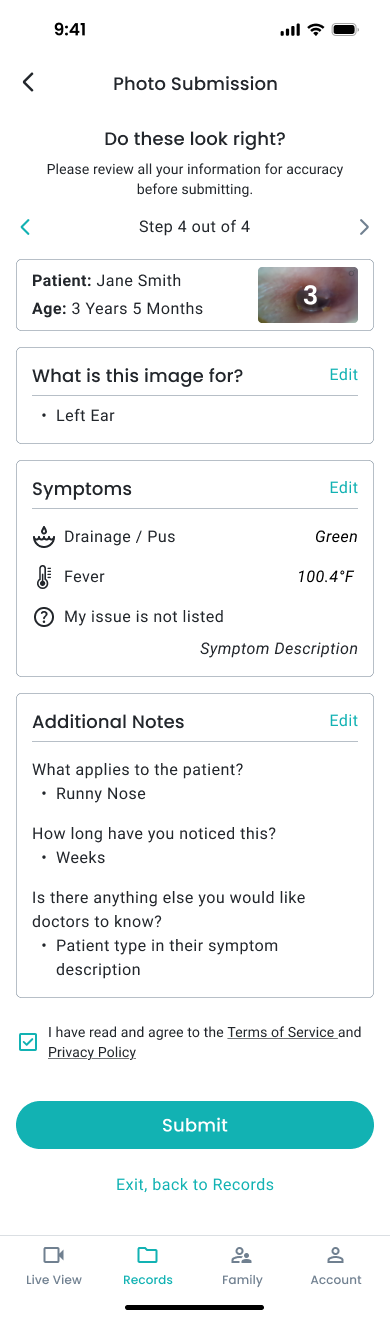 9:41
Photo Submission
Do these look right?
Please review all your information for accuracy
before submitting.
Step 4 out of 4
Patient: Jane Smith
Age: 3 Years 5 Months
3
What is this image for?
Edit
• Left Ear
Symptoms
Edit
Drainage / Pus
Green
Fever
100.4°F
My issue is not listed
Symptom Description
Additional Notes
Edit
What applies to the patient?
• Runny Nose
How long have you noticed this?
• Weeks
Is there anything else you would like
doctors to know?
• Patient type in their symptom
description
I have read and agree to the Terms of Service and
Privacy Policy
Submit
Exit, back to Records
Live View
Records
Family
Account